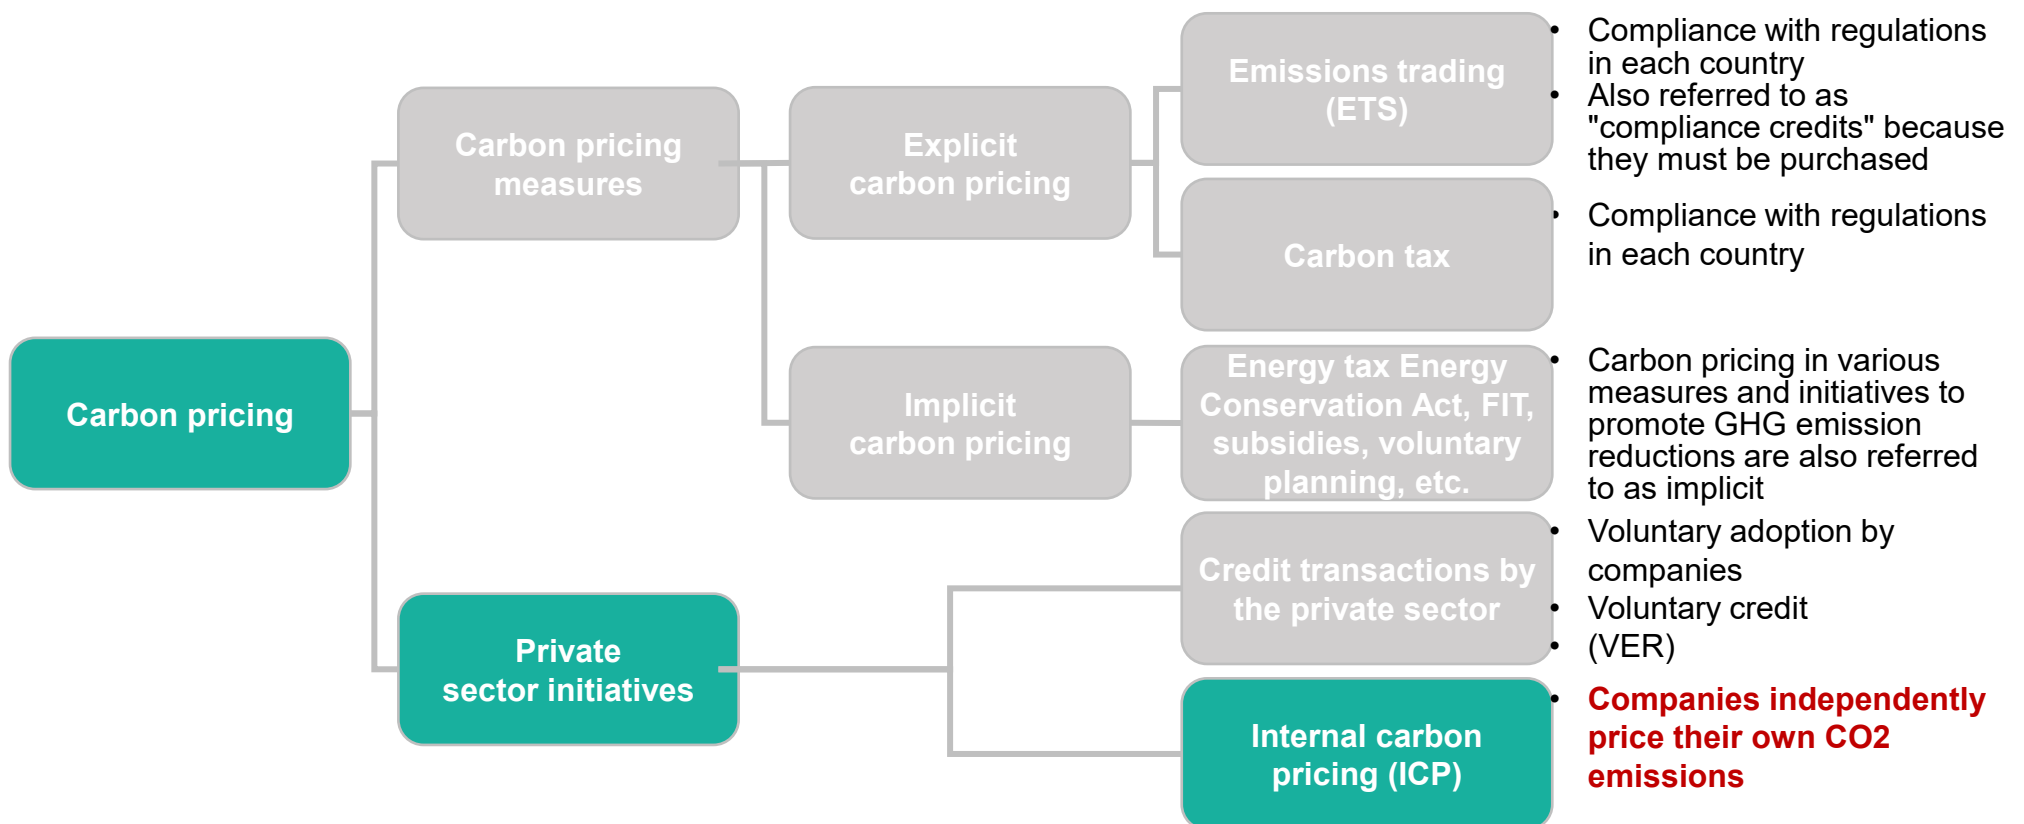 Carbon pricing
Carbon pricing
measures
Explicit
carbon pricing
Emissions trading
(ETS)
• Compliance with regulations
in each country
• Also referred to as
"compliance credits" because
they must be purchased
Carbon tax
• Compliance with regulations
in each country
Implicit
carbon pricing
Energy tax Energy
Conservation Act, FIT,
subsidies, voluntary
planning, etc.
• Carbon pricing in various
measures and initiatives to
promote GHG emission
reductions are also referred
to as implicit
Private
sector initiatives
Credit transactions by
the private sector
• Voluntary adoption by
companies
• Voluntary credit
• (VER)
Internal carbon
pricing (ICP)
• Companies independently
price their own CO2
emissions